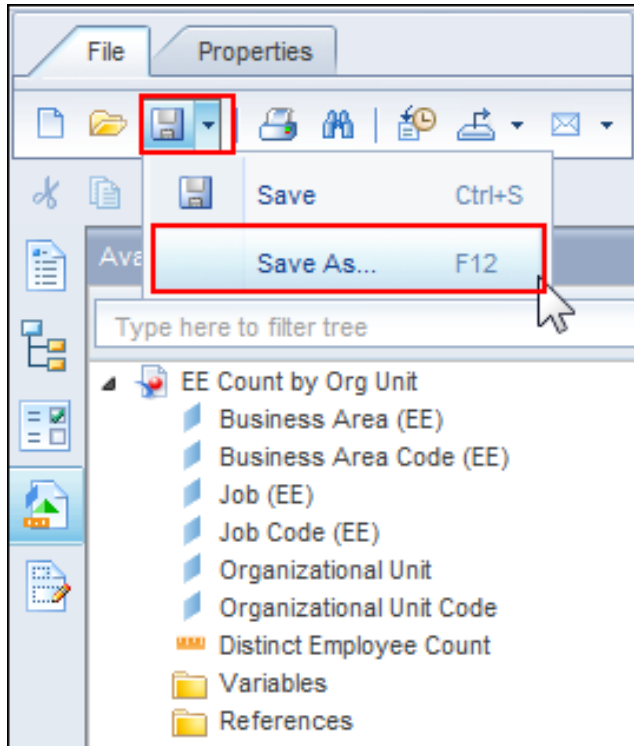 File Properties
Save Ctrl+S
Save As... F12
Ava
Type here to filter tree
EE Count by Org Unit
Business Area (EE)
Business Area Code (EE)
Job (EE)
Job Code (EE)
Organizational Unit
Organizational Unit Code
Distinct Employee Count
Variables
References